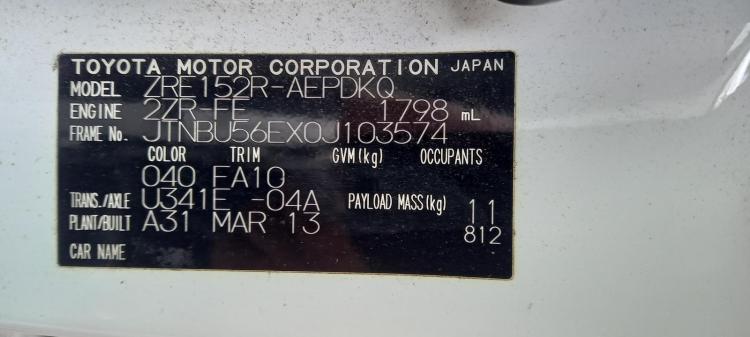 TOYOTA MOTOR CORPORATION JAPAN
MODEL ZRE152R-AEPDKQ
ENGINE 2ZR-FE 1798 mL
FRAME No. JTNBU56EX0J103574
COLOR TRIM GVM(kg) OCCUPANTS
040 FA10
TRANS./AXLE U341E -04A PAYLOAD MASS(kg) 11
PLANT/BUILT A31 MAR 13 812
CAR NAME